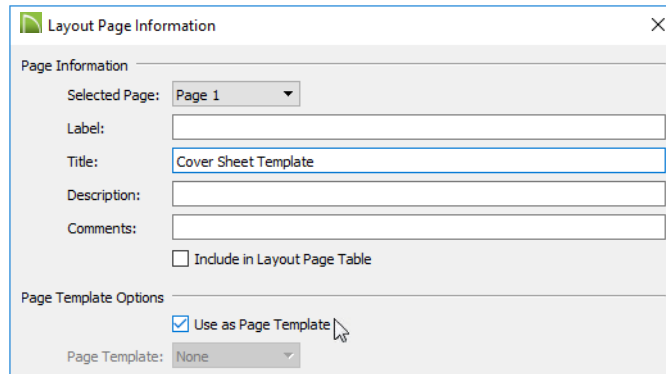 Layout Page Information
Page Information
Selected Page: Page 1
Label:
Title: Cover Sheet Template
Description:
Comments:
Include in Layout Page Table
Page Template Options
Use as Page Template
Page Template: None